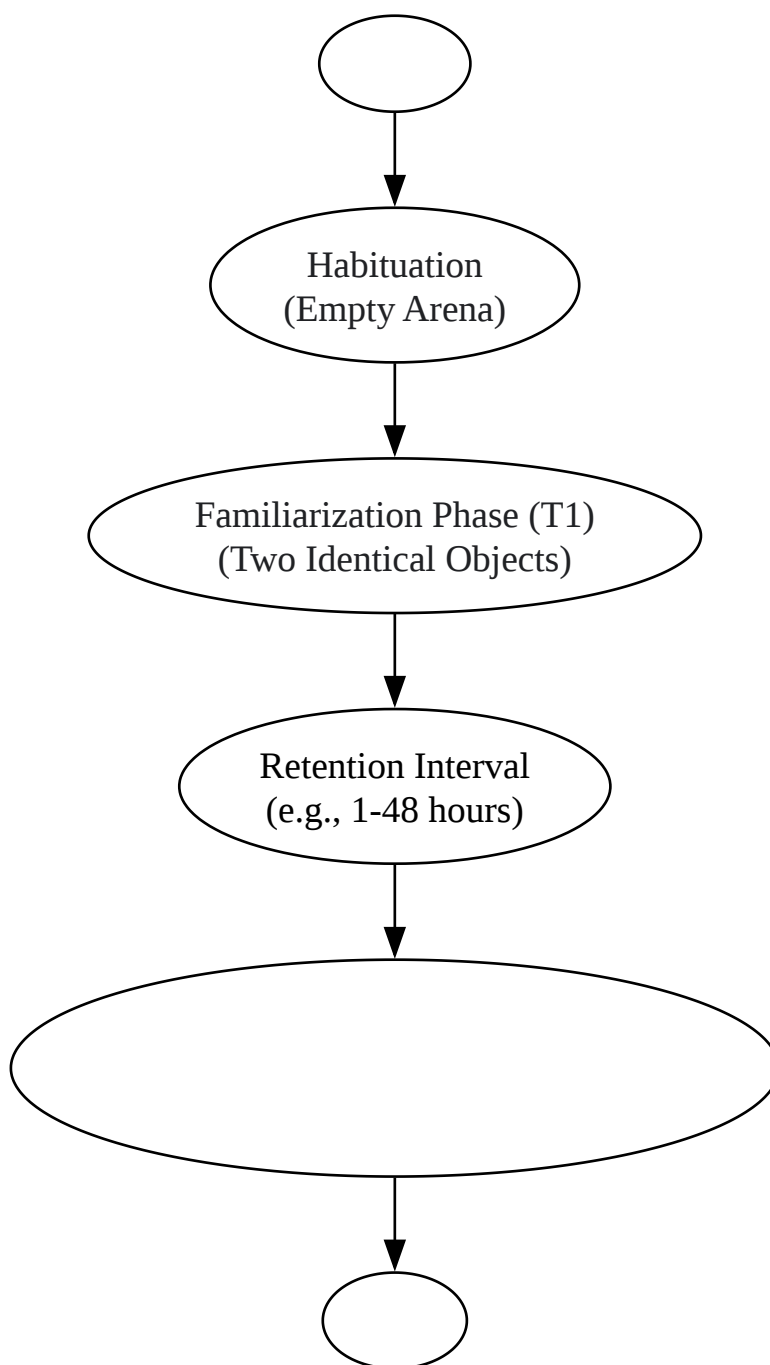 Habituation
(Empty Arena)
Familiarization Phase (T1)
(Two Identical Objects)
Retention Interval
(e.g., 1-48 hours)